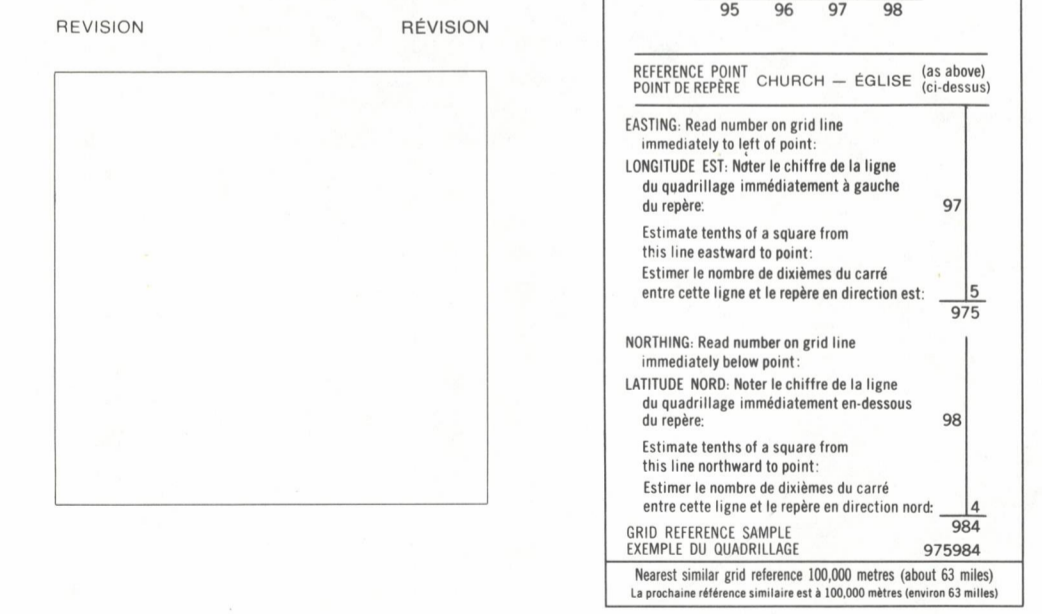 REVISION RÉVISION
95 96 97 98
REFERENCE POINT
POINT DE REPÈRE
CHURCH — ÉGLISE
(as above)
(ci-dessus)
EASTING: Read number on grid line
immediately to left of point:
LONGITUDE EST: Noter le chiffre de la ligne
du quadrillage immédiatement à gauche
du repère: 97
Estimate tenths of a square from
this line eastward to point:
Estimer le nombre de dixièmes du carré
entre cette ligne et le repère en direction est: 5
975
NORTHING: Read number on grid line
immediately below point:
LATITUDE NORD: Noter le chiffre de la ligne
du quadrillage immédiatement en-dessous
du repère: 98
Estimate tenths of a square from
this line northward to point:
Estimer le nombre de dixièmes du carré
entre cette ligne et le repère en direction nord: 4
984
GRID REFERENCE SAMPLE
EXEMPLE DU QUADRILLAGE 975984
Nearest similar grid reference 100,000 metres (about 63 miles)
La prochaine référence similaire est à 100,000 mètres (environ 63 milles)